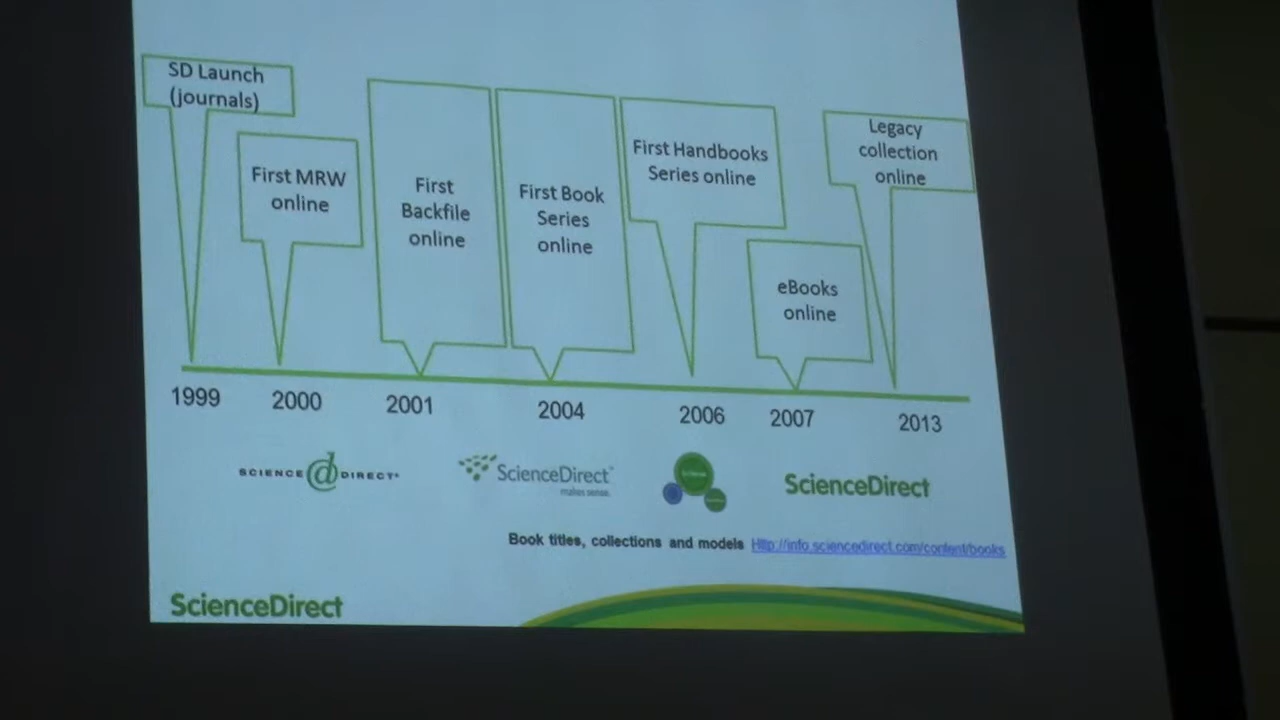 SD Launch
(journals)
First MRW
online
First
Backfile
online
First Book
Series
online
First Handbooks
Series online
eBooks
online
Legacy
collection
online
1999
2000
2001
2004
2006
2007
2013
SCIENCE @ DIRECT®
ScienceDirect™
makes sense.
ScienceDirect
Book titles, collections and models Http://info.sciencedirect.com/content/books
ScienceDirect